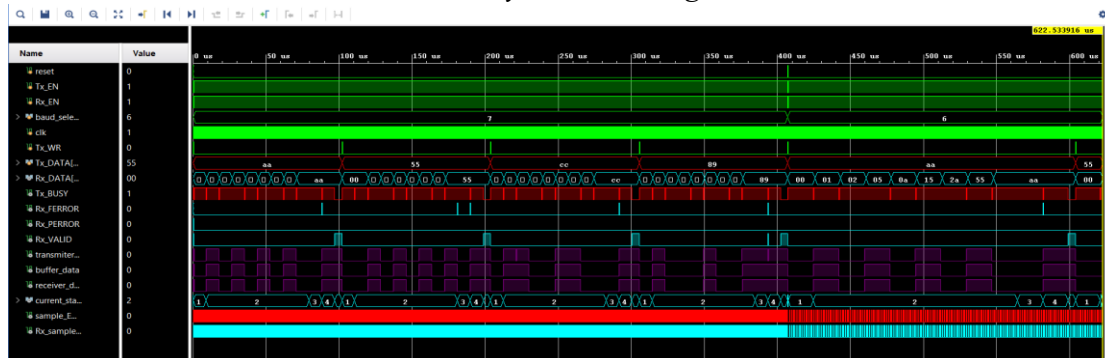 622.533916 us
Name Value 0 us 50 us 100 us 150 us 200 us 250 us 300 us 350 us 400 us 450 us 500 us 550 us 600 us
reset 0
Tx_EN 1
Rx_EN 1
baud_sele... 6 7 6
clk 1
Tx_WR 0
Tx_DATA[... 55 aa 55 cc 89 aa 55
Rx_DATA[... 00 aa 00 55 cc 89 00 01 02 05 0a 15 2a 55 aa 00
Tx_BUSY 1
Rx_FERROR 0
Rx_PERROR 0
Rx_VALID 0
transmiter... 0
buffer_data 0
receiver_d... 0
current_sta... 2 1 2 3 4 1 2 3 4 1 2 3 4 1 2 3 4 1 2 3 4 1
sample_E... 0
Rx_sample... 0